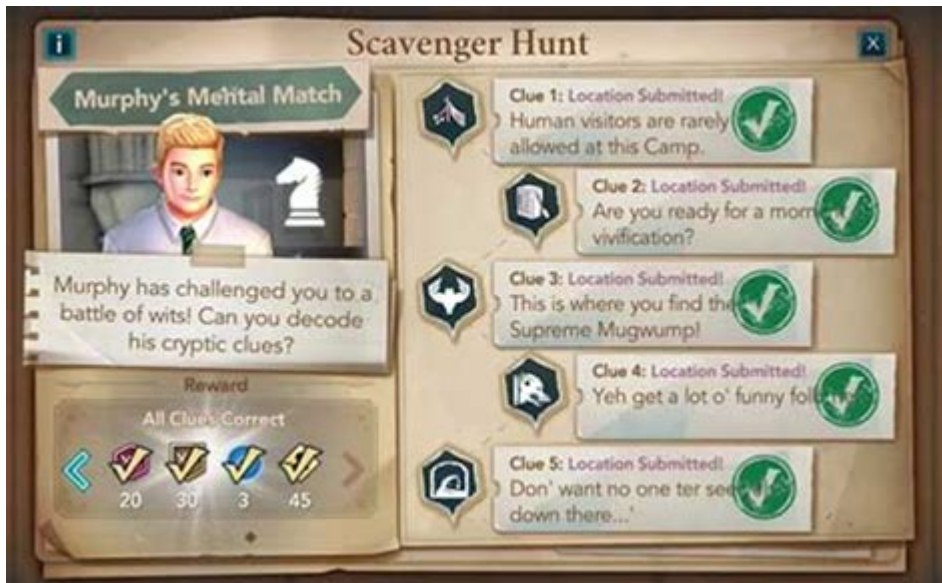 i
Scavenger Hunt
X
Murphy's Mental Match
Murphy has challenged you to a
battle of wits! Can you decode
his cryptic clues?
Reward
All Clues Correct
20 30 3 45
Clue 1: Location Submitted!
Human visitors are rarely
allowed at this Camp.
Clue 2: Location Submitted!
Are you ready for a
vivification?
Clue 3: Location Submitted!
This is where you find the
Supreme Mugwump!
Clue 4: Location Submitted!
Yeh get a lot o' funny
Clue 5: Location Submitted!
Don' want no one ter
down there...'